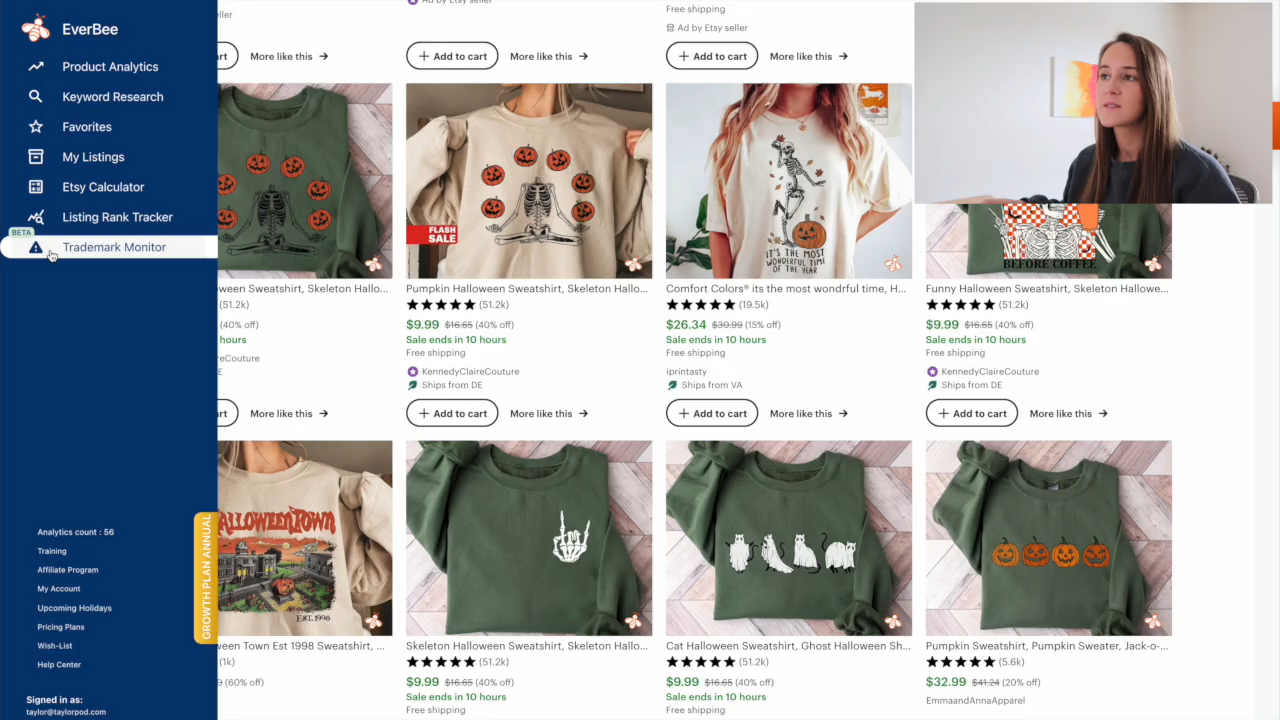 EverBee
Product Analytics
Keyword Research
Favorites
My Listings
Etsy Calculator
Listing Rank Tracker
BETA
Trademark Monitor
Analytics count : 56
Training
Affiliate Program
My Account
Upcoming Holidays
Pricing Plans
Wish-List
Help Center
Signed in as:
taylor@taylorpod.com
GROWTH PLAN ANNUAL
eller
Ad by Etsy seller
Free shipping
Ad by Etsy seller
rt
More like this
Add to cart
More like this
Add to cart
More like this
FLASH
SALE
IT'S THE MOST
WONDERFUL TIME
OF THE YEAR
BEFORE COFFEE
ween Sweatshirt, Skeleton Hallo...
(51.2k)
(40% off)
hours
reCouture
E
rt
More like this
Pumpkin Halloween Sweatshirt, Skeleton Hallo...
(51.2k)
$9.99 $16.65 (40% off)
Sale ends in 10 hours
Free shipping
KennedyClaireCouture
Ships from DE
Add to cart
More like this
Comfort Colors® its the most wondrful time, H...
(19.5k)
$26.34 $30.99 (15% off)
Sale ends in 10 hours
Free shipping
iprintasty
Ships from VA
Add to cart
More like this
Funny Halloween Sweatshirt, Skeleton Hallowe...
(51.2k)
$9.99 $16.65 (40% off)
Sale ends in 10 hours
Free shipping
KennedyClaireCouture
Ships from DE
Add to cart
More like this
ALLOWEENTOWN
EST. 1998
ween Town Est 1998 Sweatshirt, ...
(1k)
(60% off)
Skeleton Halloween Sweatshirt, Skeleton Hallo...
(51.2k)
$9.99 $16.65 (40% off)
Sale ends in 10 hours
Free shipping
Cat Halloween Sweatshirt, Ghost Halloween Sh...
(51.2k)
$9.99 $16.65 (40% off)
Sale ends in 10 hours
Free shipping
Pumpkin Sweatshirt, Pumpkin Sweater, Jack-o-...
(5.6k)
$32.99 $41.24 (20% off)
EmmaandAnnaApparel